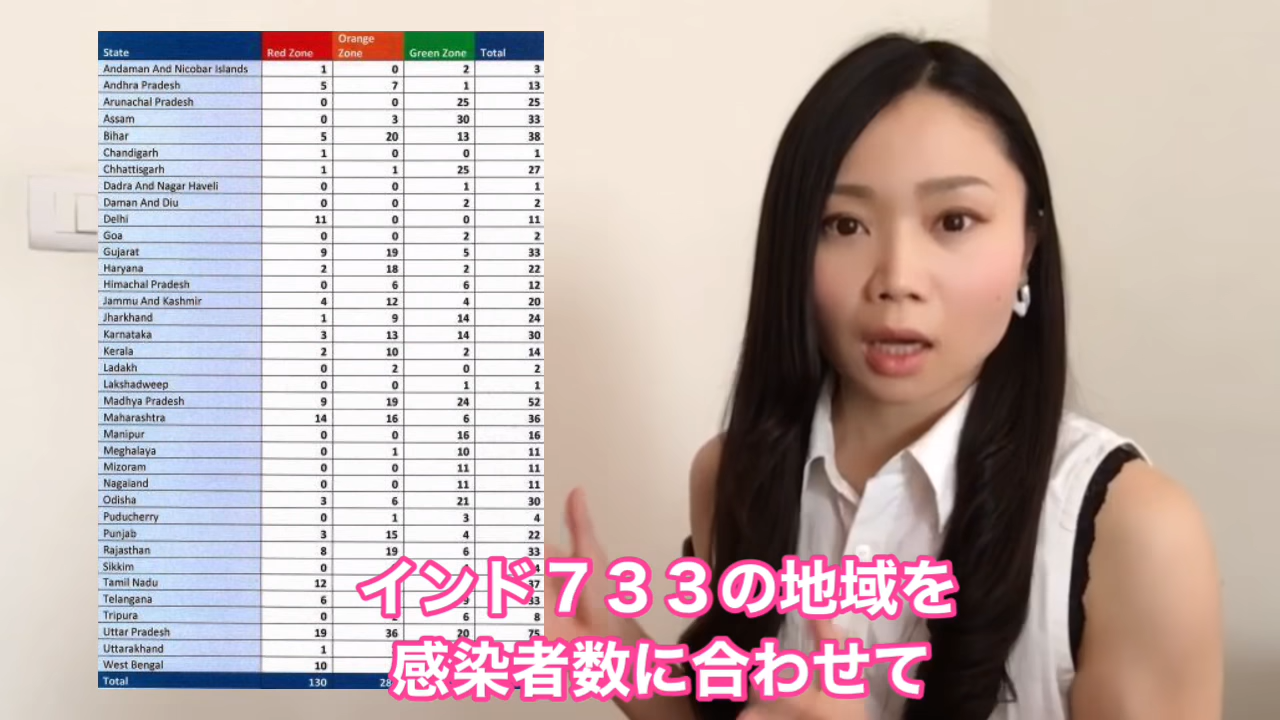 State Red Zone Orange Zone Green Zone Total
Andaman And Nicobar Islands 1 0 2 3
Andhra Pradesh 5 7 1 13
Arunachal Pradesh 0 0 25 25
Assam 0 3 30 33
Bihar 5 20 13 38
Chandigarh 1 0 0 1
Chhattisgarh 1 1 25 27
Dadra And Nagar Haveli 0 0 1 1
Daman And Diu 0 0 2 2
Delhi 11 0 0 11
Goa 0 0 2 2
Gujarat 9 19 5 33
Haryana 2 18 2 22
Himachal Pradesh 0 6 6 12
Jammu And Kashmir 4 12 4 20
Jharkhand 1 9 14 24
Karnataka 3 13 14 30
Kerala 2 10 2 14
Ladakh 0 2 0 2
Lakshadweep 0 0 1 1
Madhya Pradesh 9 19 24 52
Maharashtra 14 16 6 36
Manipur 0 0 16 16
Meghalaya 0 1 10 11
Mizoram 0 0 11 11
Nagaland 0 0 11 11
Odisha 3 6 21 30
Puducherry 0 1 3 4
Punjab 3 15 4 22
Rajasthan 8 19 6 33
Sikkim 0 4
Tamil Nadu 12 37
Telangana 6 9 33
Tripura 0 6 8
Uttar Pradesh 19 36 20 75
Uttarakhand 1
West Bengal 10
Total 130
インド７３３の地域を
感染者数に合わせて